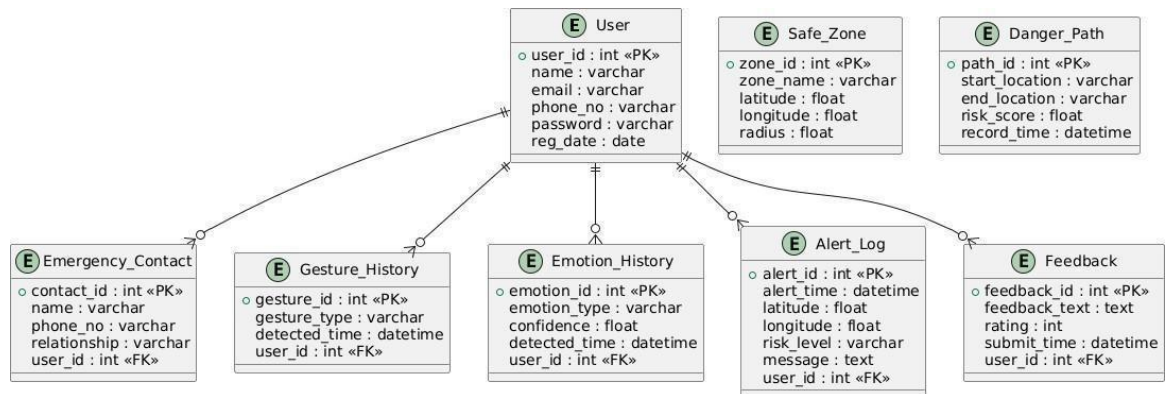 E User
user_id : int «PK»
name : varchar
email : varchar
phone_no : varchar
password : varchar
reg_date : date
E Safe_Zone
zone_id : int «PK»
zone_name : varchar
latitude : float
longitude : float
radius : float
E Danger_Path
path_id : int «PK»
start_location : varchar
end_location : varchar
risk_score : float
record_time : datetime
E Emergency_Contact
contact_id : int «PK»
name : varchar
phone_no : varchar
relationship : varchar
user_id : int «FK»
E Gesture_History
gesture_id : int «PK»
gesture_type : varchar
detected_time : datetime
user_id : int «FK»
E Emotion_History
emotion_id : int «PK»
emotion_type : varchar
confidence : float
detected_time : datetime
user_id : int «FK»
E Alert_Log
alert_id : int «PK»
alert_time : datetime
latitude : float
longitude : float
risk_level : varchar
message : text
user_id : int «FK»
E Feedback
feedback_id : int «PK»
feedback_text : text
rating : int
submit_time : datetime
user_id : int «FK»